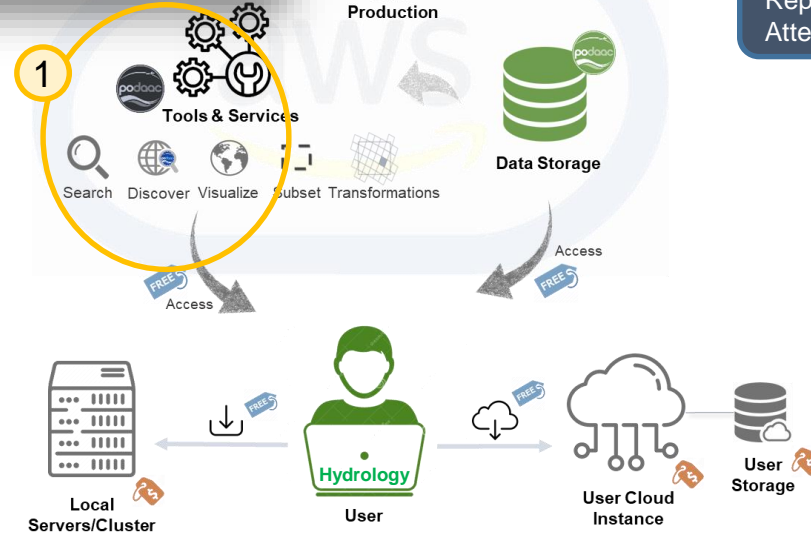 Production
Rep
Atte
1
podaac
podaac
aws
Tools & Services
Data Storage
Search
Discover
Visualize
Subset
Transformations
Access
FREE
FREE
Access
FREE
FREE
Hydrology
User
Local
Servers/Cluster
User Cloud
Instance
User
Storage